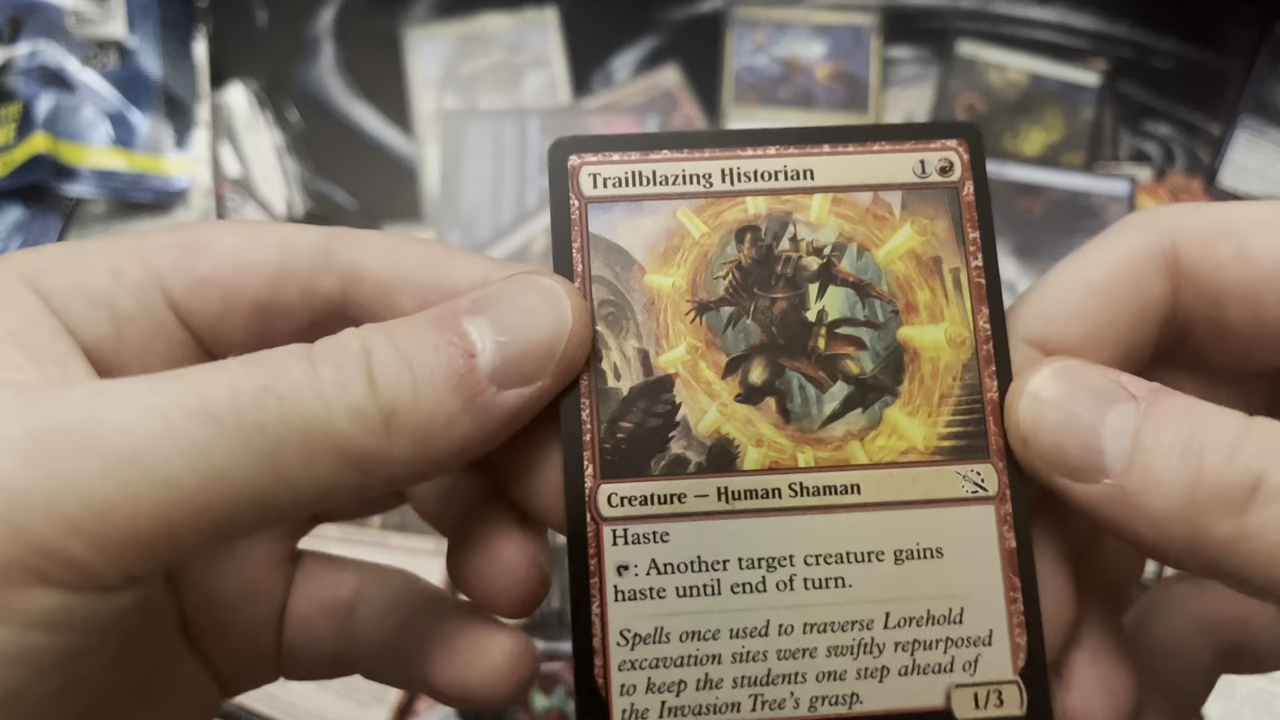 Trailblazing Historian 1
Creature — Human Shaman
Haste
: Another target creature gains
haste until end of turn.
Spells once used to traverse Lorehold
excavation sites were swiftly repurposed
to keep the students one step ahead of
the Invasion Tree's grasp.
1/3